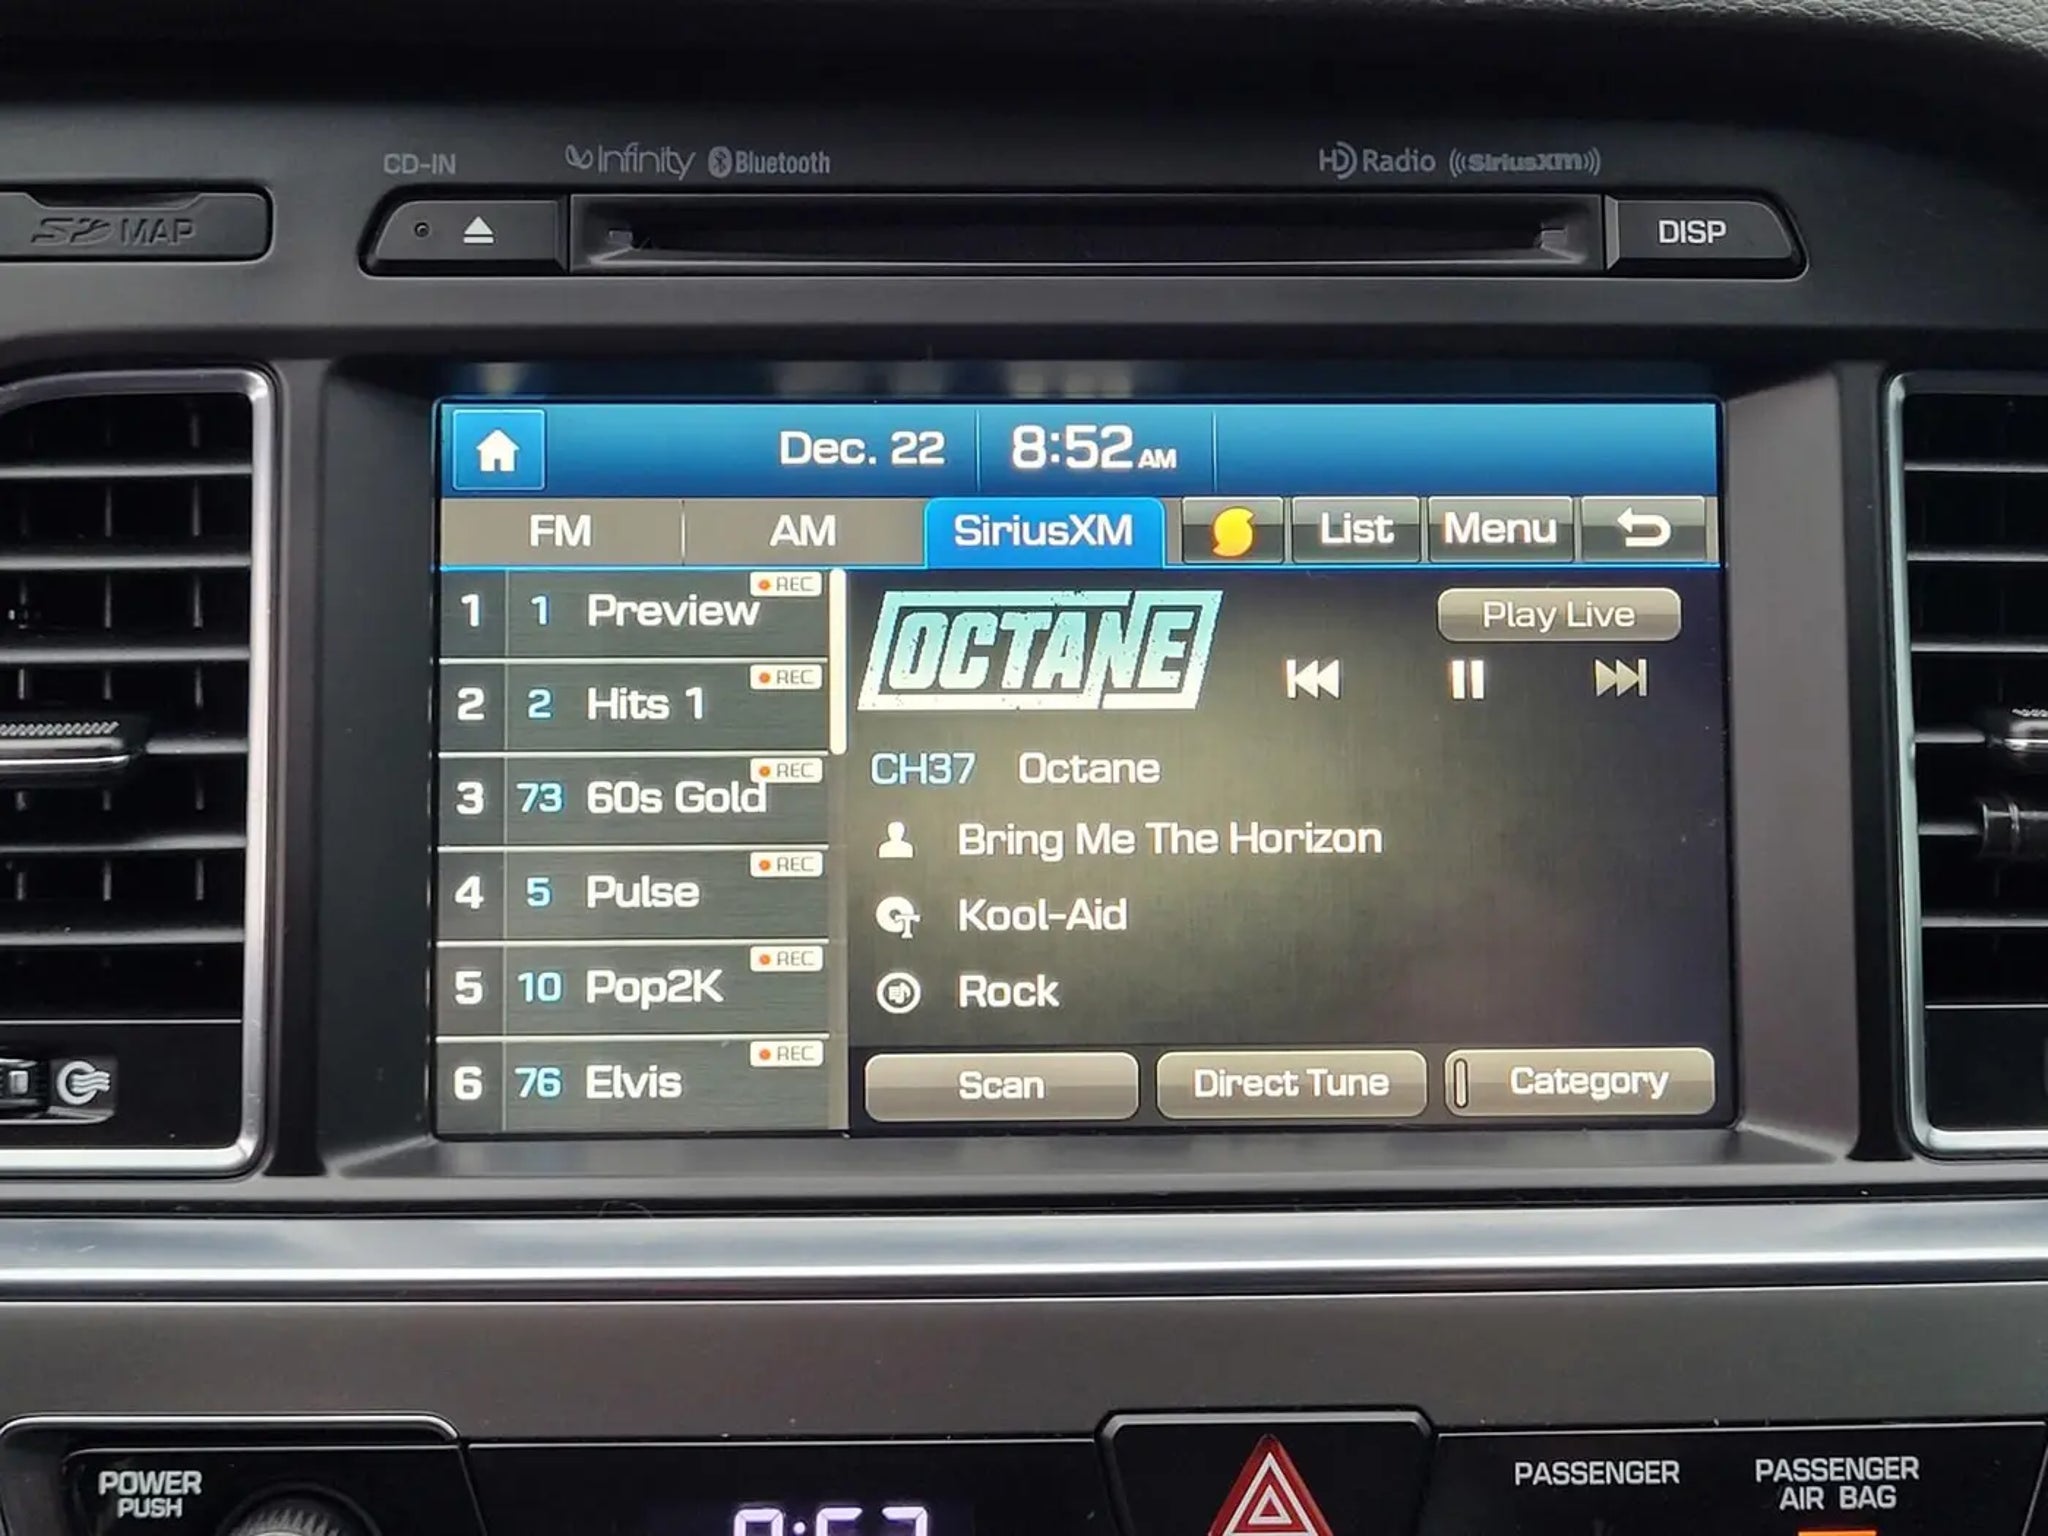 CD-IN Infinity Bluetooth HD Radio ((SiriusXM))
SD MAP DISP
Dec. 22 8:52 AM
FM AM SiriusXM List Menu
1 1 Preview REC
2 2 Hits 1 REC
3 73 60s Gold REC
4 5 Pulse REC
5 10 Pop2K REC
6 76 Elvis REC
OCTANE
Play Live
CH37 Octane
Bring Me The Horizon
Kool-Aid
Rock
Scan Direct Tune Category
POWER
PUSH
PASSENGER
PASSENGER
AIR BAG